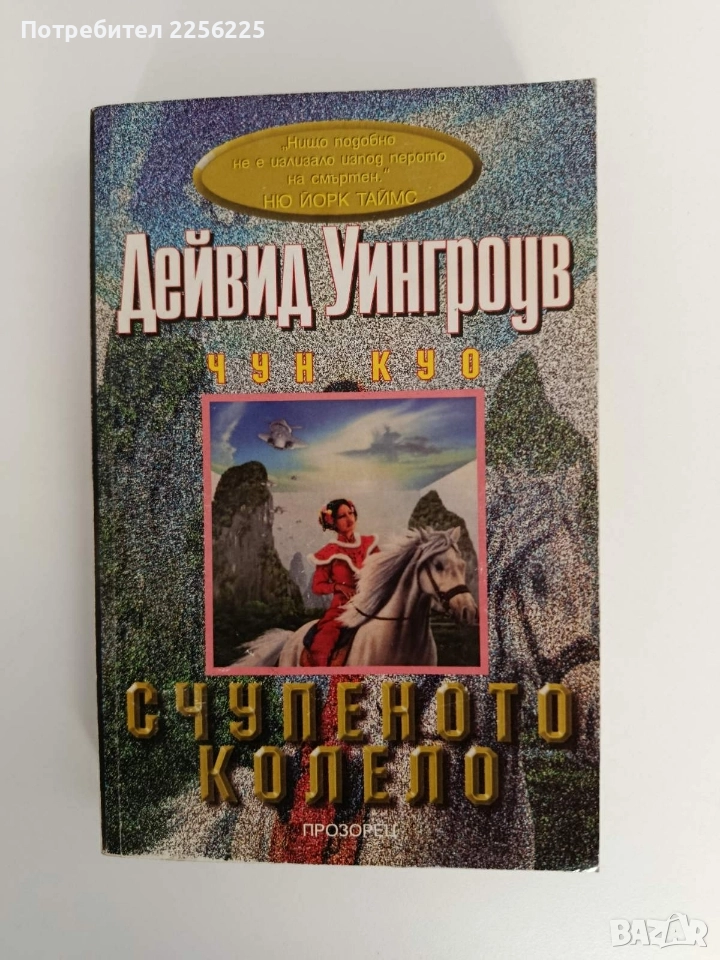 Потребител 2256225
„Нищо подобно
не е излизало изпод перото
на смъртен.“
НЮ ЙОРК ТАЙМС
Дейвид Уингроув
ЧУН КУО
СЧУПЕНОТО
КОЛЕЛО
ПРОЗОРЕЦ
BAZAR